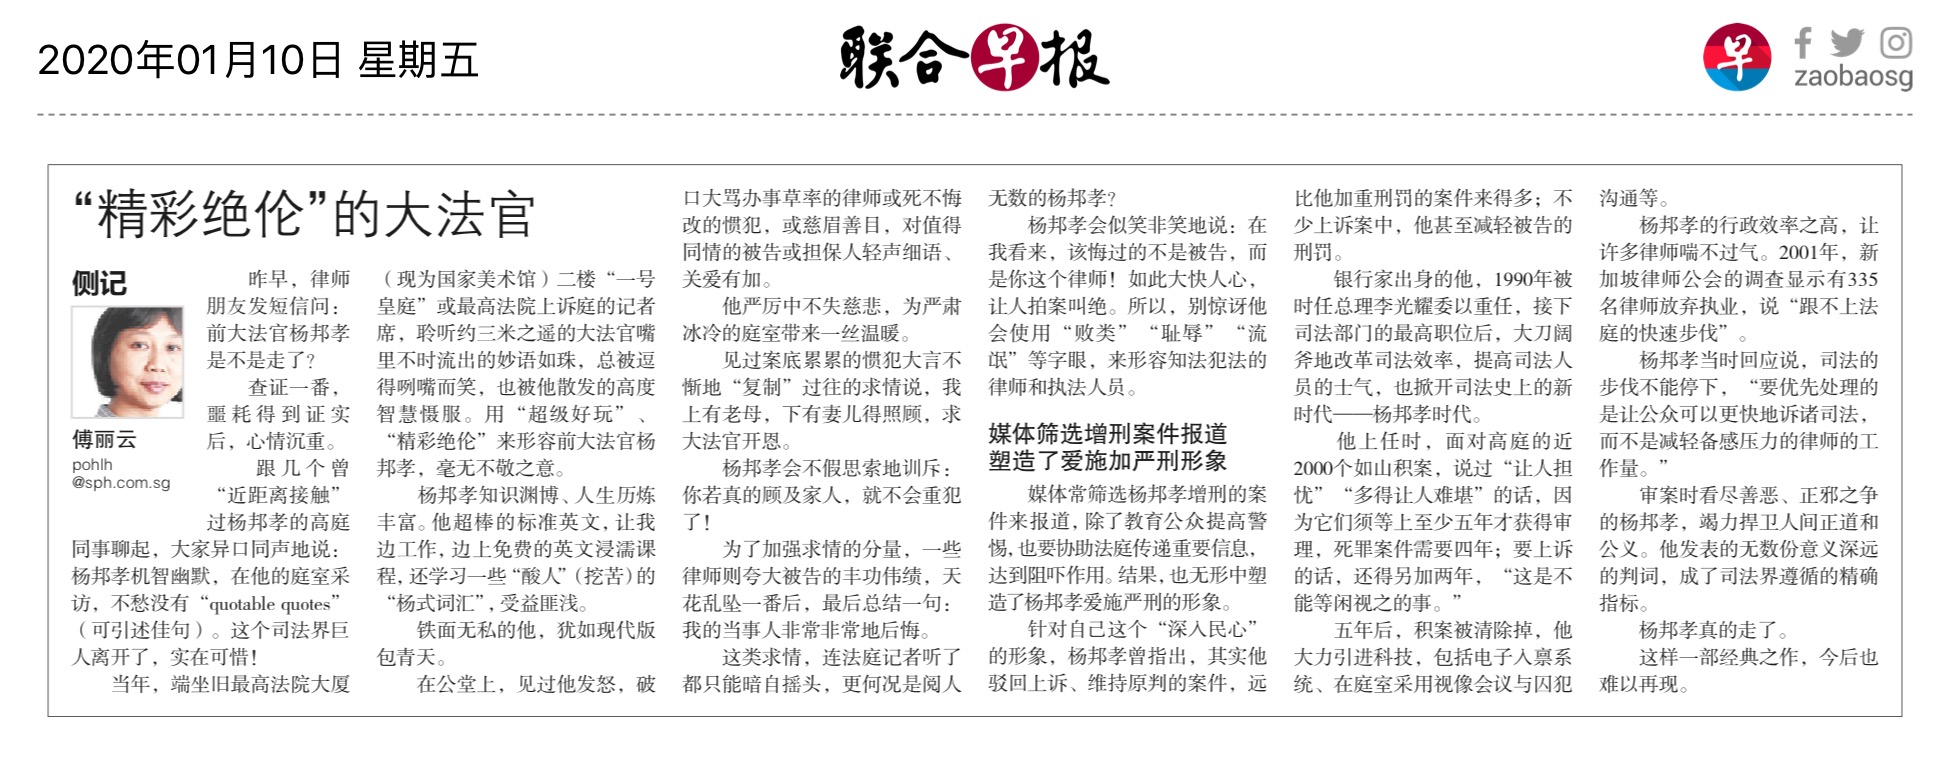 2020年01月10日 星期五
联合早报
早
zaobaosg
“精彩绝伦”的大法官
侧记
傅丽云
pohlh
@sph.com.sg
昨早，律师
朋友发短信问：
前大法官杨邦孝
是不是走了？
查证一番，
噩耗得到证实
后，心情沉重。
跟几个曾
“近距离接触”
过杨邦孝的高庭
同事聊起，大家异口同声地说：
杨邦孝机智幽默，在他的庭室采
访，不愁没有“quotable quotes”
（可引述佳句）。这个司法界巨
人离开了，实在可惜！
当年，端坐旧最高法院大厦
（现为国家美术馆）二楼“一号
皇庭”或最高法院上诉庭的记者
席，聆听约三米之遥的大法官嘴
里不时流出的妙语如珠，总被逗
得咧嘴而笑，也被他散发的高度
智慧慑服。用“超级好玩”、
“精彩绝伦”来形容前大法官杨
邦孝，毫无不敬之意。
杨邦孝知识渊博、人生历炼
丰富。他超棒的标准英文，让我
边工作，边上免费的英文浸濡课
程，还学习一些“酸人”（挖苦）的
“杨式词汇”，受益匪浅。
铁面无私的他，犹如现代版
包青天。
在公堂上，见过他发怒，破
口大骂办事草率的律师或死不悔
改的惯犯，或慈眉善目，对值得
同情的被告或担保人轻声细语、
关爱有加。
他严厉中不失慈悲，为严肃
冰冷的庭室带来一丝温暖。
见过案底累累的惯犯大言不
惭地“复制”过往的求情说，我
上有老母，下有妻儿得照顾，求
大法官开恩。
杨邦孝会不假思索地训斥：
你若真的顾及家人，就不会重犯
了！
为了加强求情的分量，一些
律师则夸大被告的丰功伟绩，天
花乱坠一番后，最后总结一句：
我的当事人非常非常地后悔。
这类求情，连法庭记者听了
都只能暗自摇头，更何况是阅人
无数的杨邦孝？
杨邦孝会似笑非笑地说：在
我看来，该悔过的不是被告，而
是你这个律师！如此大快人心，
让人拍案叫绝。所以，别惊讶他
会使用“败类”“耻辱”“流
氓”等字眼，来形容知法犯法的
律师和执法人员。
媒体筛选增刑案件报道
塑造了爱施加严刑形象
媒体常筛选杨邦孝增刑的案
件来报道，除了教育公众提高警
惕，也要协助法庭传递重要信息，
达到阻吓作用。结果，也无形中塑
造了杨邦孝爱施严刑的形象。
针对自己这个“深入民心”
的形象，杨邦孝曾指出，其实他
驳回上诉、维持原判的案件，远
比他加重刑罚的案件来得多；不
少上诉案中，他甚至减轻被告的
刑罚。
银行家出身的他，1990年被
时任总理李光耀委以重任，接下
司法部门的最高职位后，大刀阔
斧地改革司法效率，提高司法人
员的士气，也掀开司法史上的新
时代——杨邦孝时代。
他上任时，面对高庭的近
2000个如山积案，说过“让人担
忧”“多得让人难堪”的话，因
为它们须等上至少五年才获得审
理，死罪案件需要四年；要上诉
的话，还得另加两年，“这是不
能等闲视之的事。”
五年后，积案被清除掉，他
大力引进科技，包括电子入禀系
统、在庭室采用视像会议与囚犯
沟通等。
杨邦孝的行政效率之高，让
许多律师喘不过气。2001年，新
加坡律师公会的调查显示有335
名律师放弃执业，说“跟不上法
庭的快速步伐”。
杨邦孝当时回应说，司法的
步伐不能停下，“要优先处理的
是让公众可以更快地诉诸司法，
而不是减轻备感压力的律师的工
作量。”
审案时看尽善恶、正邪之争
的杨邦孝，竭力捍卫人间正道和
公义。他发表的无数份意义深远
的判词，成了司法界遵循的精确
指标。
杨邦孝真的走了。
这样一部经典之作，今后也
难以再现。